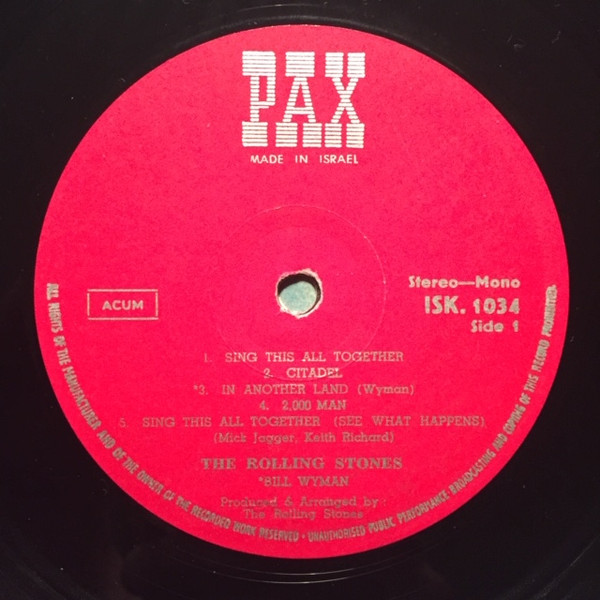 PAX
MADE IN ISRAEL
ACUM
Stereo—Mono
ISK. 1034
Side 1
1. SING THIS ALL TOGETHER
2. CITADEL
*3. IN ANOTHER LAND (Wyman)
4. 2,000 MAN
5. SING THIS ALL TOGETHER (SEE WHAT HAPPENS)
(Mick Jagger, Keith Richard)
THE ROLLING STONES
*BILL WYMAN
Produced & Arranged by
The Rolling Stones
ALL RIGHTS OF THE MANUFACTURER AND OF THE OWNER OF THE RECORDED WORK RESERVED • UNAUTHORISED PUBLIC PERFORMANCE BROADCASTING AND COPYING OF THIS RECORD PROHIBITED.